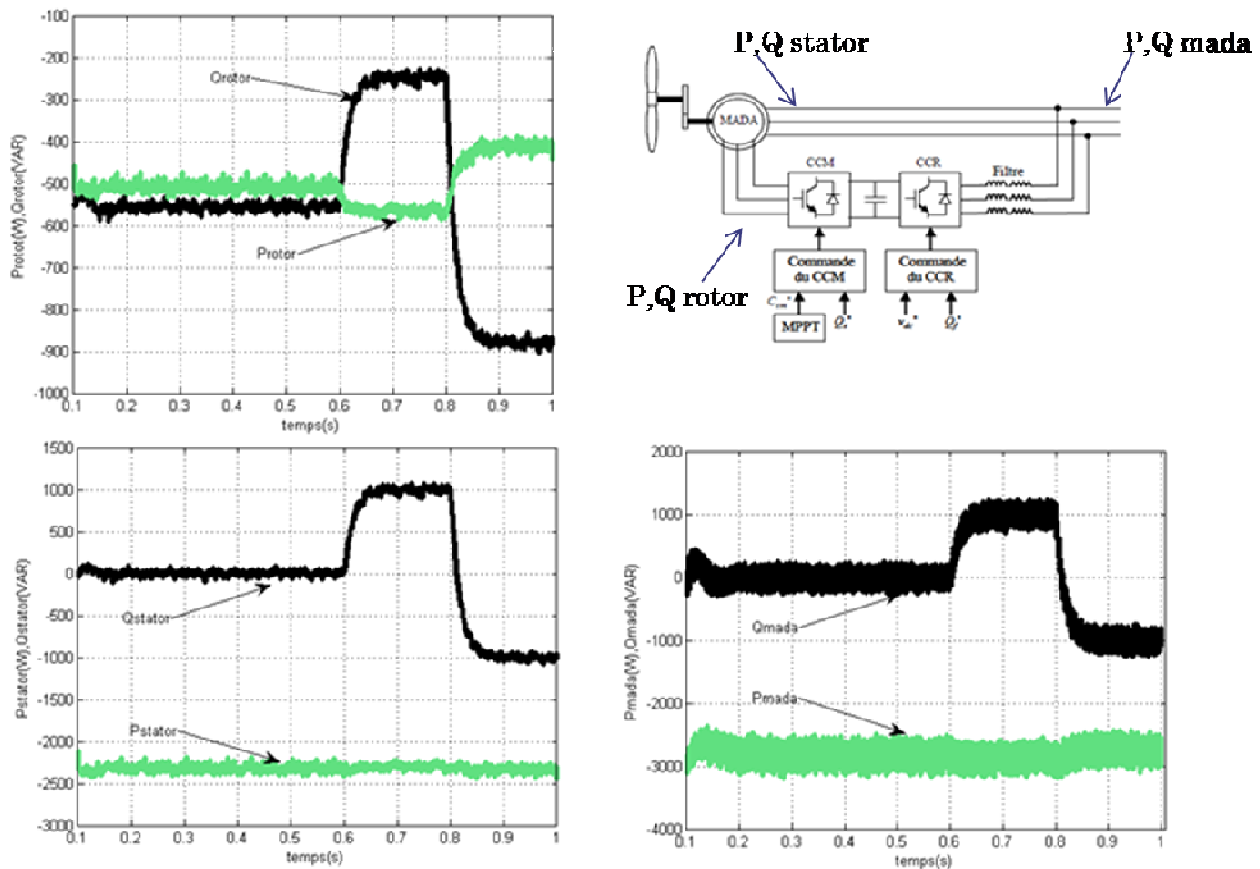 -100
-200
-300
-400
-500
-600
-700
-800
-900
-1000
Protot(W),Qrotor(VAR)
Qrotor
Protor
0.1 0.2 0.3 0.4 0.5 0.6 0.7 0.8 0.9 1
temps(s)
P,Q stator
P,Q mada
MADA
CCM
CCR
Filtre
P,Q rotor
Commande
du CCM
Commande
du CCR
MPPT
1500
1000
500
0
-500
-1000
-1500
-2000
-2500
-3000
Pstator(W),Qstator(VAR)
Qstator
Pstator
0.1 0.2 0.3 0.4 0.5 0.6 0.7 0.8 0.9 1
temps(s)
2000
1000
0
-1000
-2000
-3000
-4000
Pmada(W),Qmada(VAR)
Qmada
Pmada
0.1 0.2 0.3 0.4 0.5 0.6 0.7 0.8 0.9 1
temps(s)